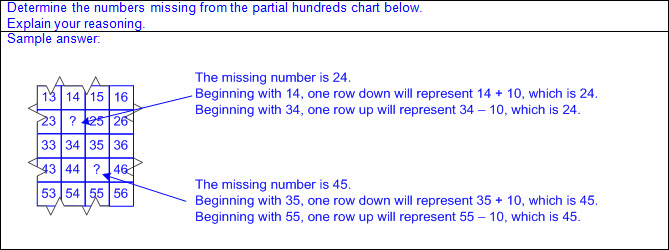 Determine the numbers missing from the partial hundreds chart below.
Explain your reasoning.
Sample answer:
The missing number is 24.
Beginning with 14, one row down will represent 14 + 10, which is 24.
Beginning with 34, one row up will represent 34 – 10, which is 24.
13 14 15 16
23 ? 25 26
33 34 35 36
43 44 ? 46
53 54 55 56
The missing number is 45.
Beginning with 35, one row down will represent 35 + 10, which is 45.
Beginning with 55, one row up will represent 55 – 10, which is 45.